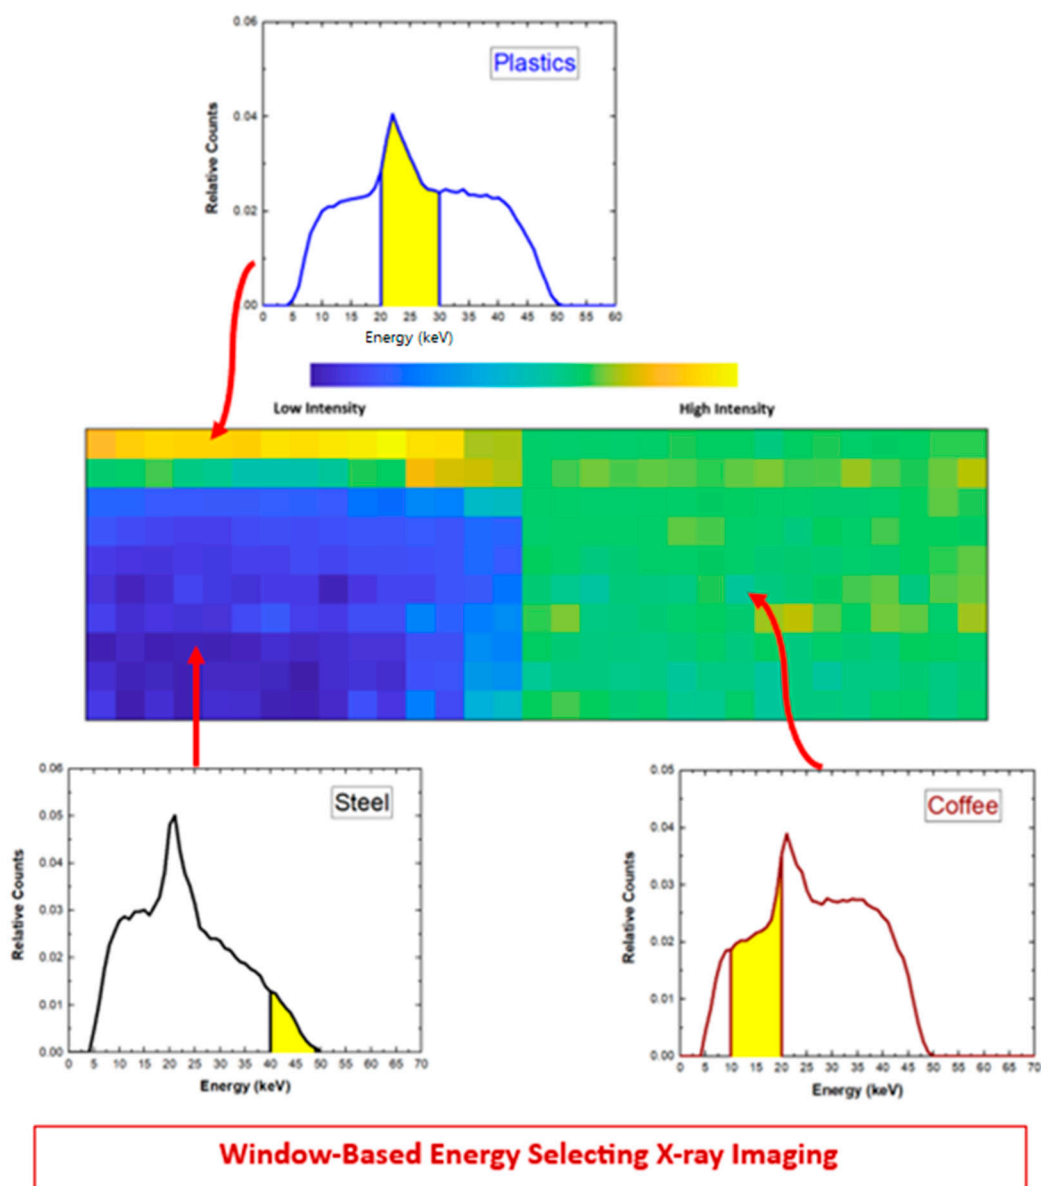 0.06
Plastics
0.04
Relative Counts
0.02
00
0 5 10 15 20 25 30 35 40 45 50 55 60
Energy (keV)
Low Intensity High Intensity
0.06
Steel
0.05
0.04
Relative Counts
0.03
0.02
0.01
0.00
0 5 10 15 20 25 30 35 40 45 50 55 60 65 70
Energy (keV)
0.05
Coffee
0.04
Relative Counts
0.03
0.02
0.01
0.00
0 5 10 15 20 25 30 35 40 45 50 55 60 65 70
Energy (keV)
Window-Based Energy Selecting X-ray Imaging